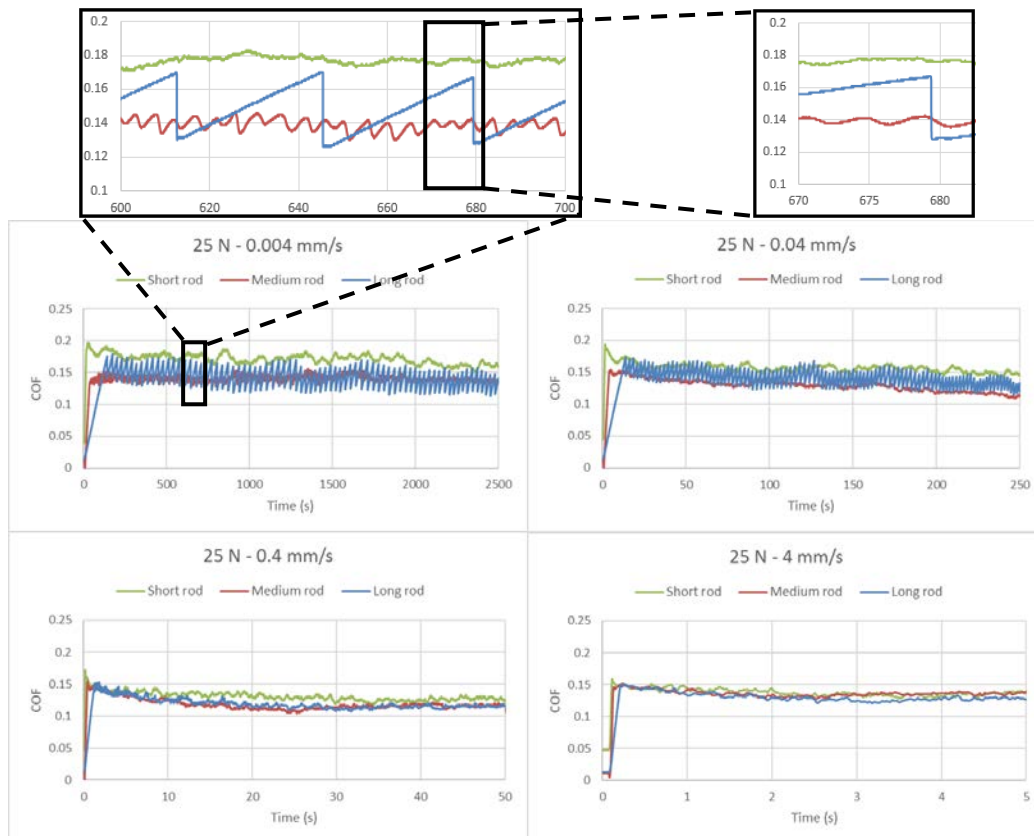 0.2
0.18
0.16
0.14
0.12
0.1
600 620 640 660 680 700
0.2
0.18
0.16
0.14
0.12
0.1
670 675 680
25 N - 0.004 mm/s
Short rod Medium rod Long rod
0.25
0.2
0.15
0.1
0.05
0
COF
0 500 1000 1500 2000 2500
Time (s)
25 N - 0.04 mm/s
Short rod Medium rod Long rod
0.25
0.2
0.15
0.1
0.05
0
COF
0 50 100 150 200 250
Time (s)
25 N - 0.4 mm/s
Short rod Medium rod Long rod
0.25
0.2
0.15
0.1
0.05
0
COF
0 10 20 30 40 50
Time (s)
25 N - 4 mm/s
Short rod Medium rod Long rod
0.25
0.2
0.15
0.1
0.05
0
COF
0 1 2 3 4 5
Time (s)